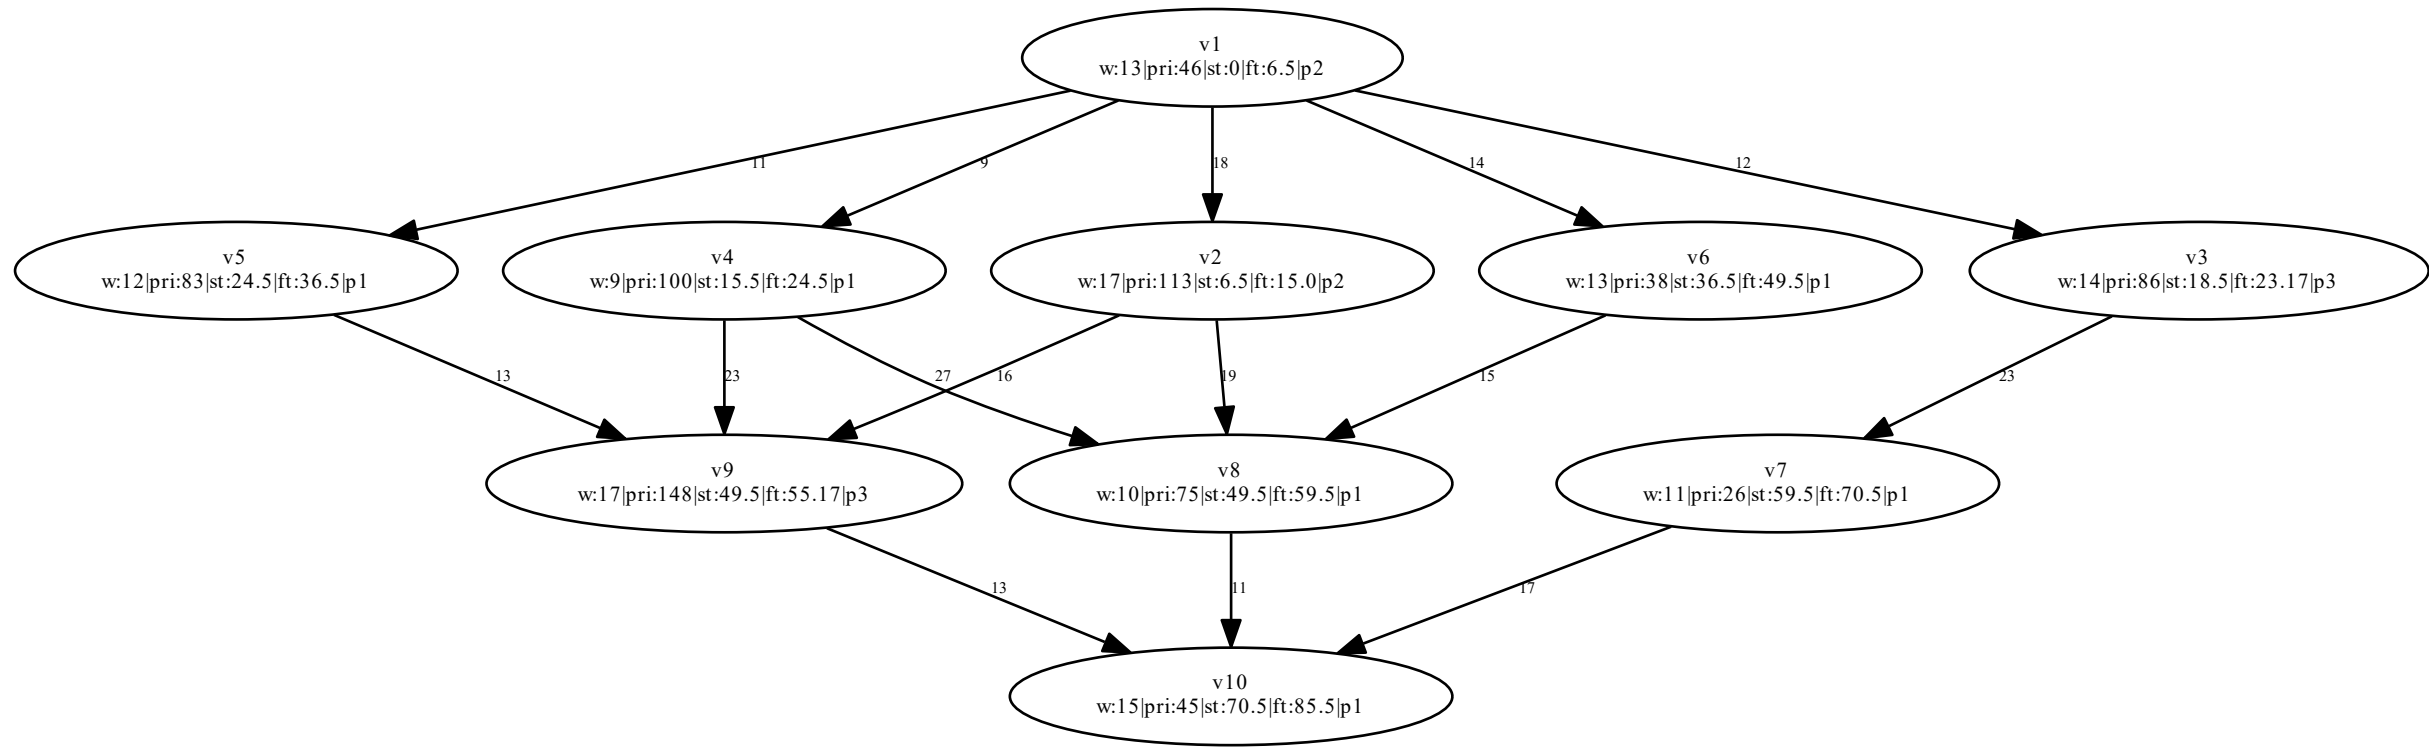 v1
w:13|pri:46|st:0|ft:6.5|p2
11
9
18
14
12
v5
w:12|pri:83|st:24.5|ft:36.5|p1
v4
w:9|pri:100|st:15.5|ft:24.5|p1
v2
w:17|pri:113|st:6.5|ft:15.0|p2
v6
w:13|pri:38|st:36.5|ft:49.5|p1
v3
w:14|pri:86|st:18.5|ft:23.17|p3
13
23
27
16
19
15
23
v9
w:17|pri:148|st:49.5|ft:55.17|p3
v8
w:10|pri:75|st:49.5|ft:59.5|p1
v7
w:11|pri:26|st:59.5|ft:70.5|p1
13
11
17
v10
w:15|pri:45|st:70.5|ft:85.5|p1